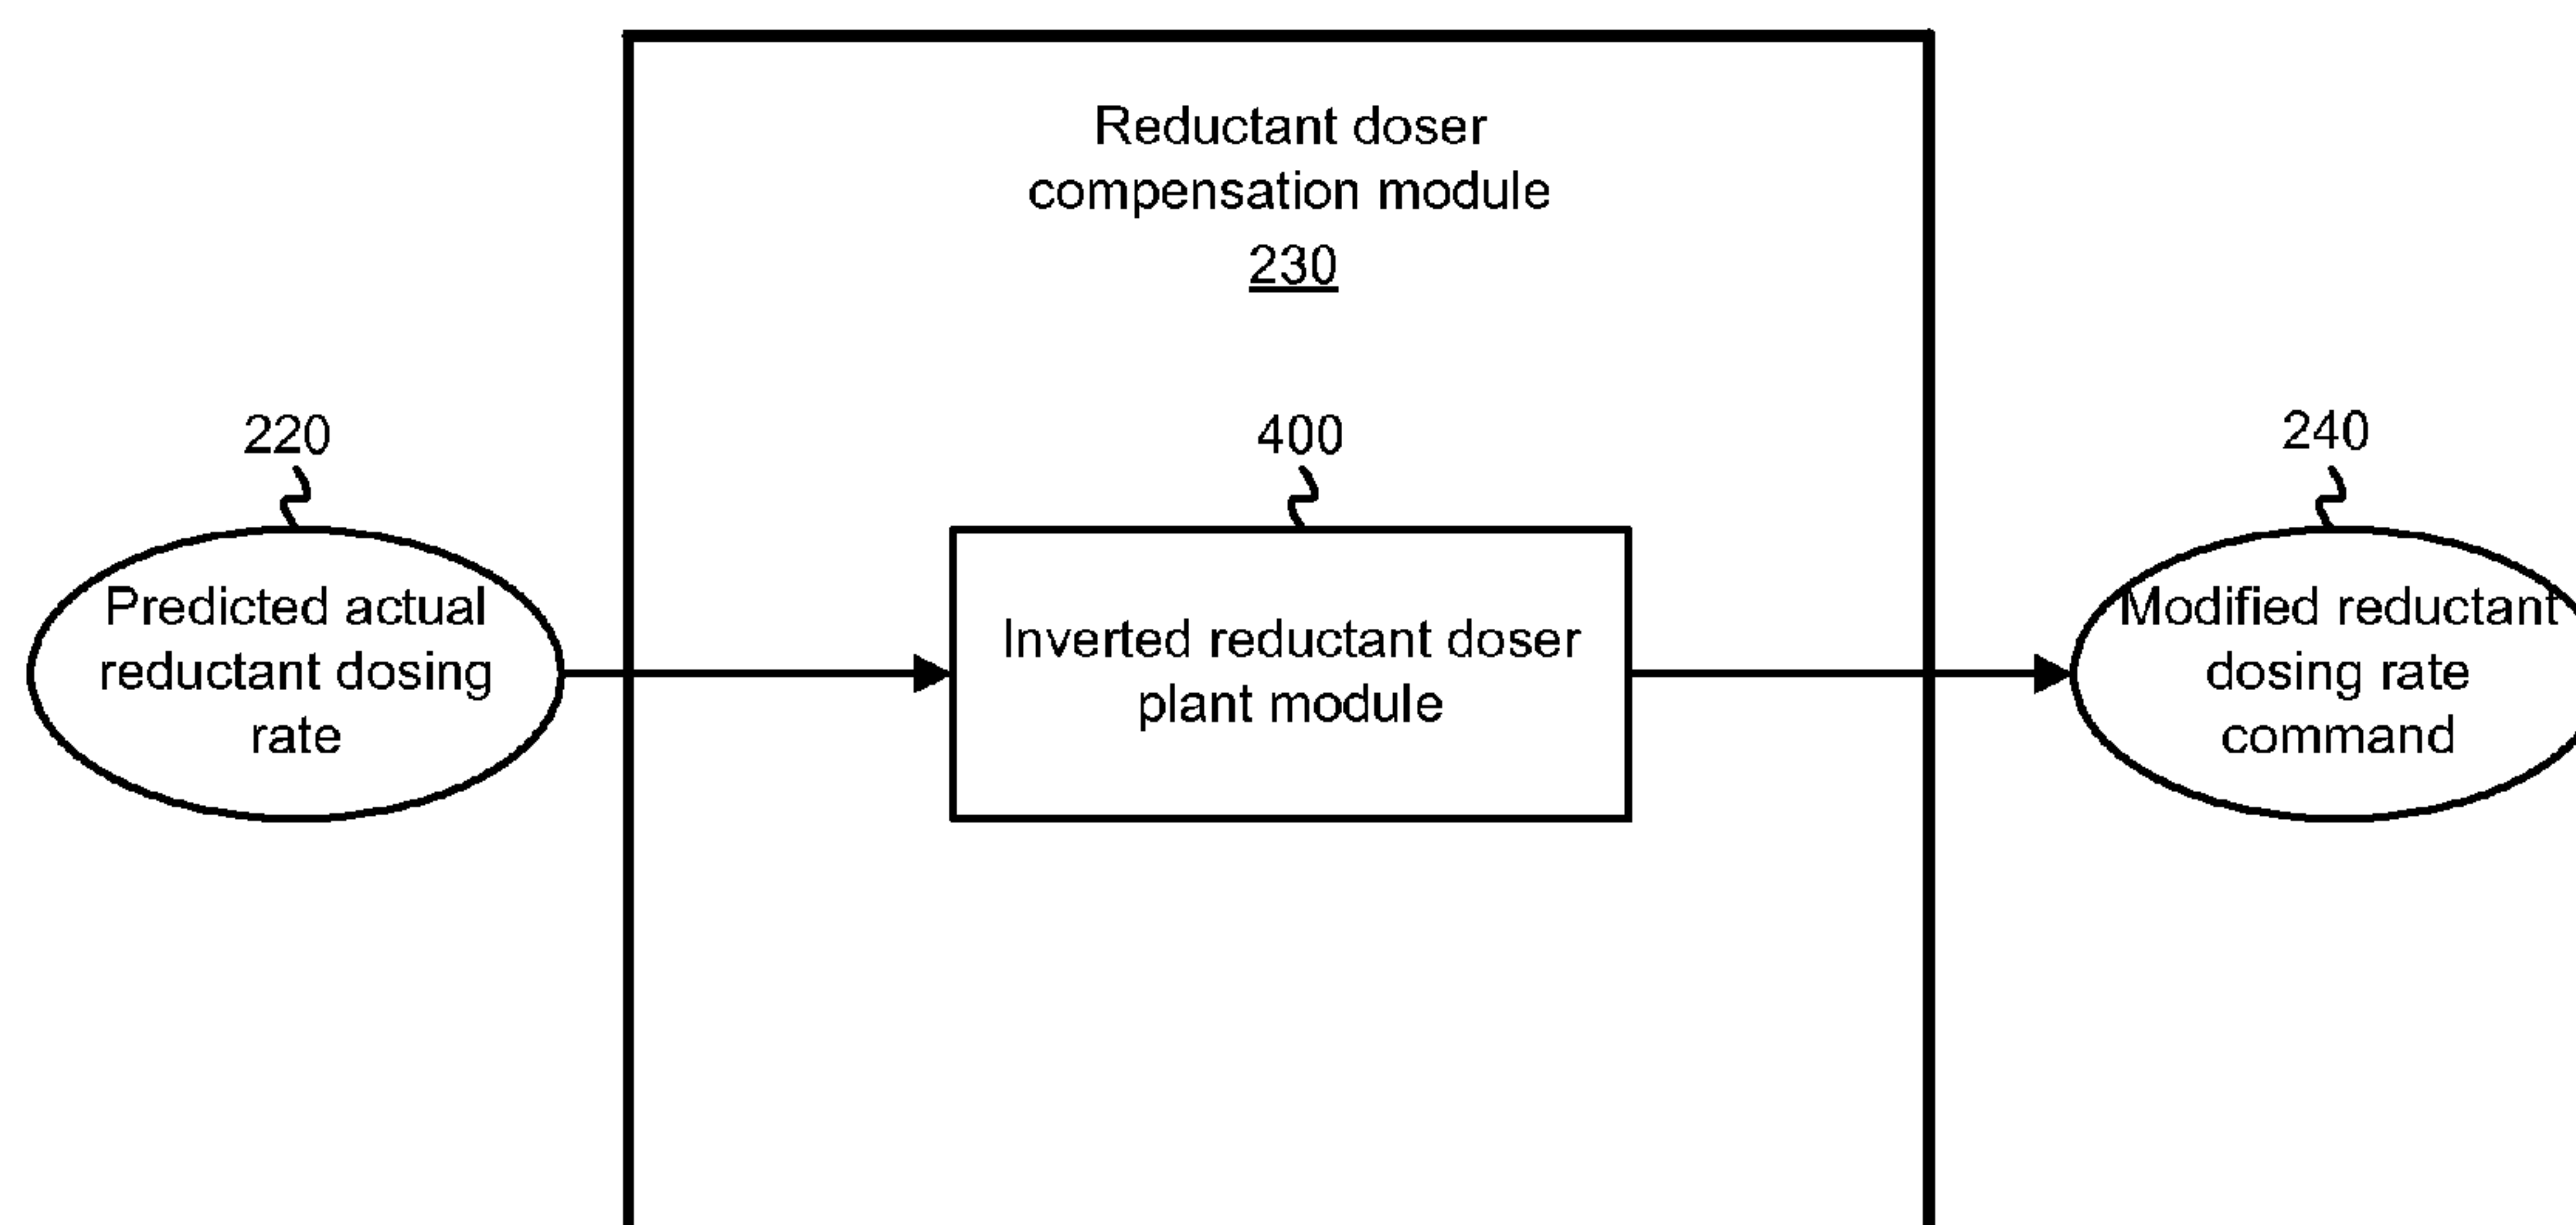 Reductant doser
compensation module
230
220
400
240
Predicted actual
reductant dosing
rate
Inverted reductant doser
plant module
Modified reductant
dosing rate
command